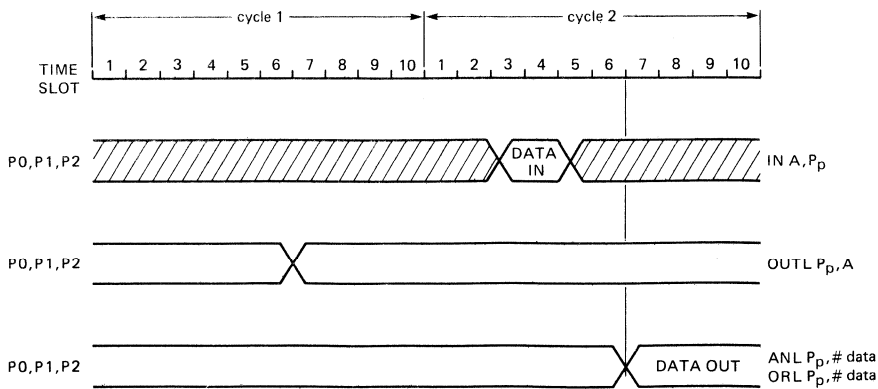 cycle 1 cycle 2
TIME SLOT 1 2 3 4 5 6 7 8 9 10 1 2 3 4 5 6 7 8 9 10
P0,P1,P2 DATA IN IN A,Pp
P0,P1,P2 OUTL Pp,A
P0,P1,P2 DATA OUT ANL Pp,# data
ORL Pp,# data